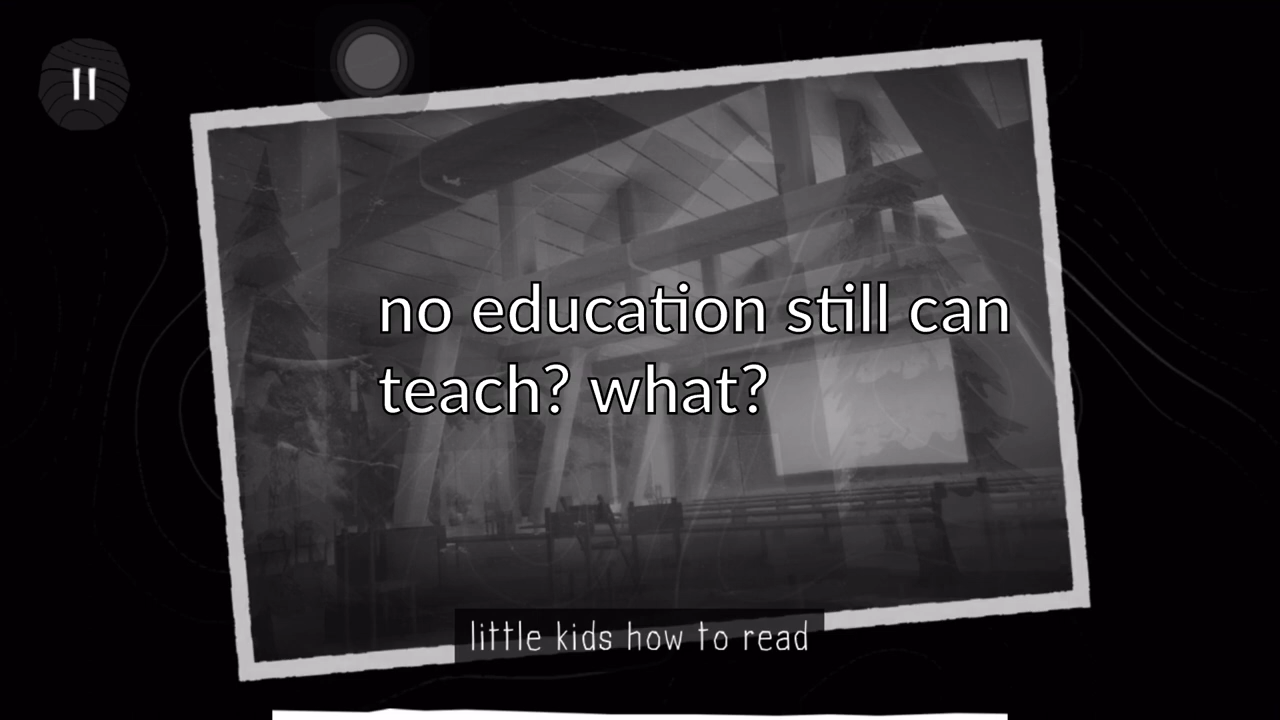 no education still can
teach? what?
little kids how to read